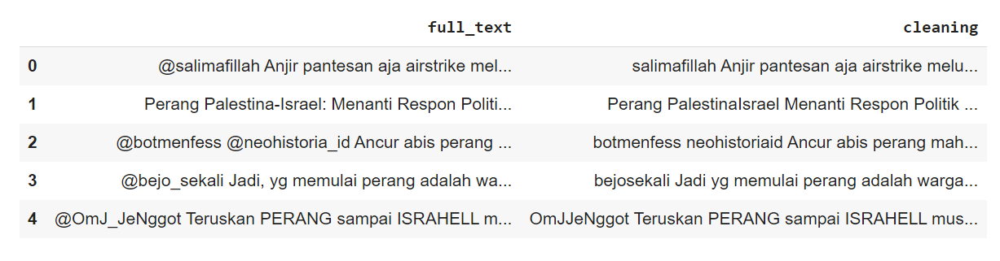 full_text cleaning
0 @salimafillah Anjir pantesan aja airstrike mel... salimafillah Anjir pantesan aja airstrike melu...
1 Perang Palestina-Israel: Menanti Respon Politi... Perang PalestinaIsrael Menanti Respon Politik ...
2 @botmenfess @neohistoria_id Ancur abis perang ... botmenfess neohistoriaid Ancur abis perang mah...
3 @bejo_sekali Jadi, yg memulai perang adalah wa... bejosekali Jadi yg memulai perang adalah warga...
4 @OmJ_JeNggot Teruskan PERANG sampai ISRAHELL m... OmJJeNggot Teruskan PERANG sampai ISRAHELL mus...